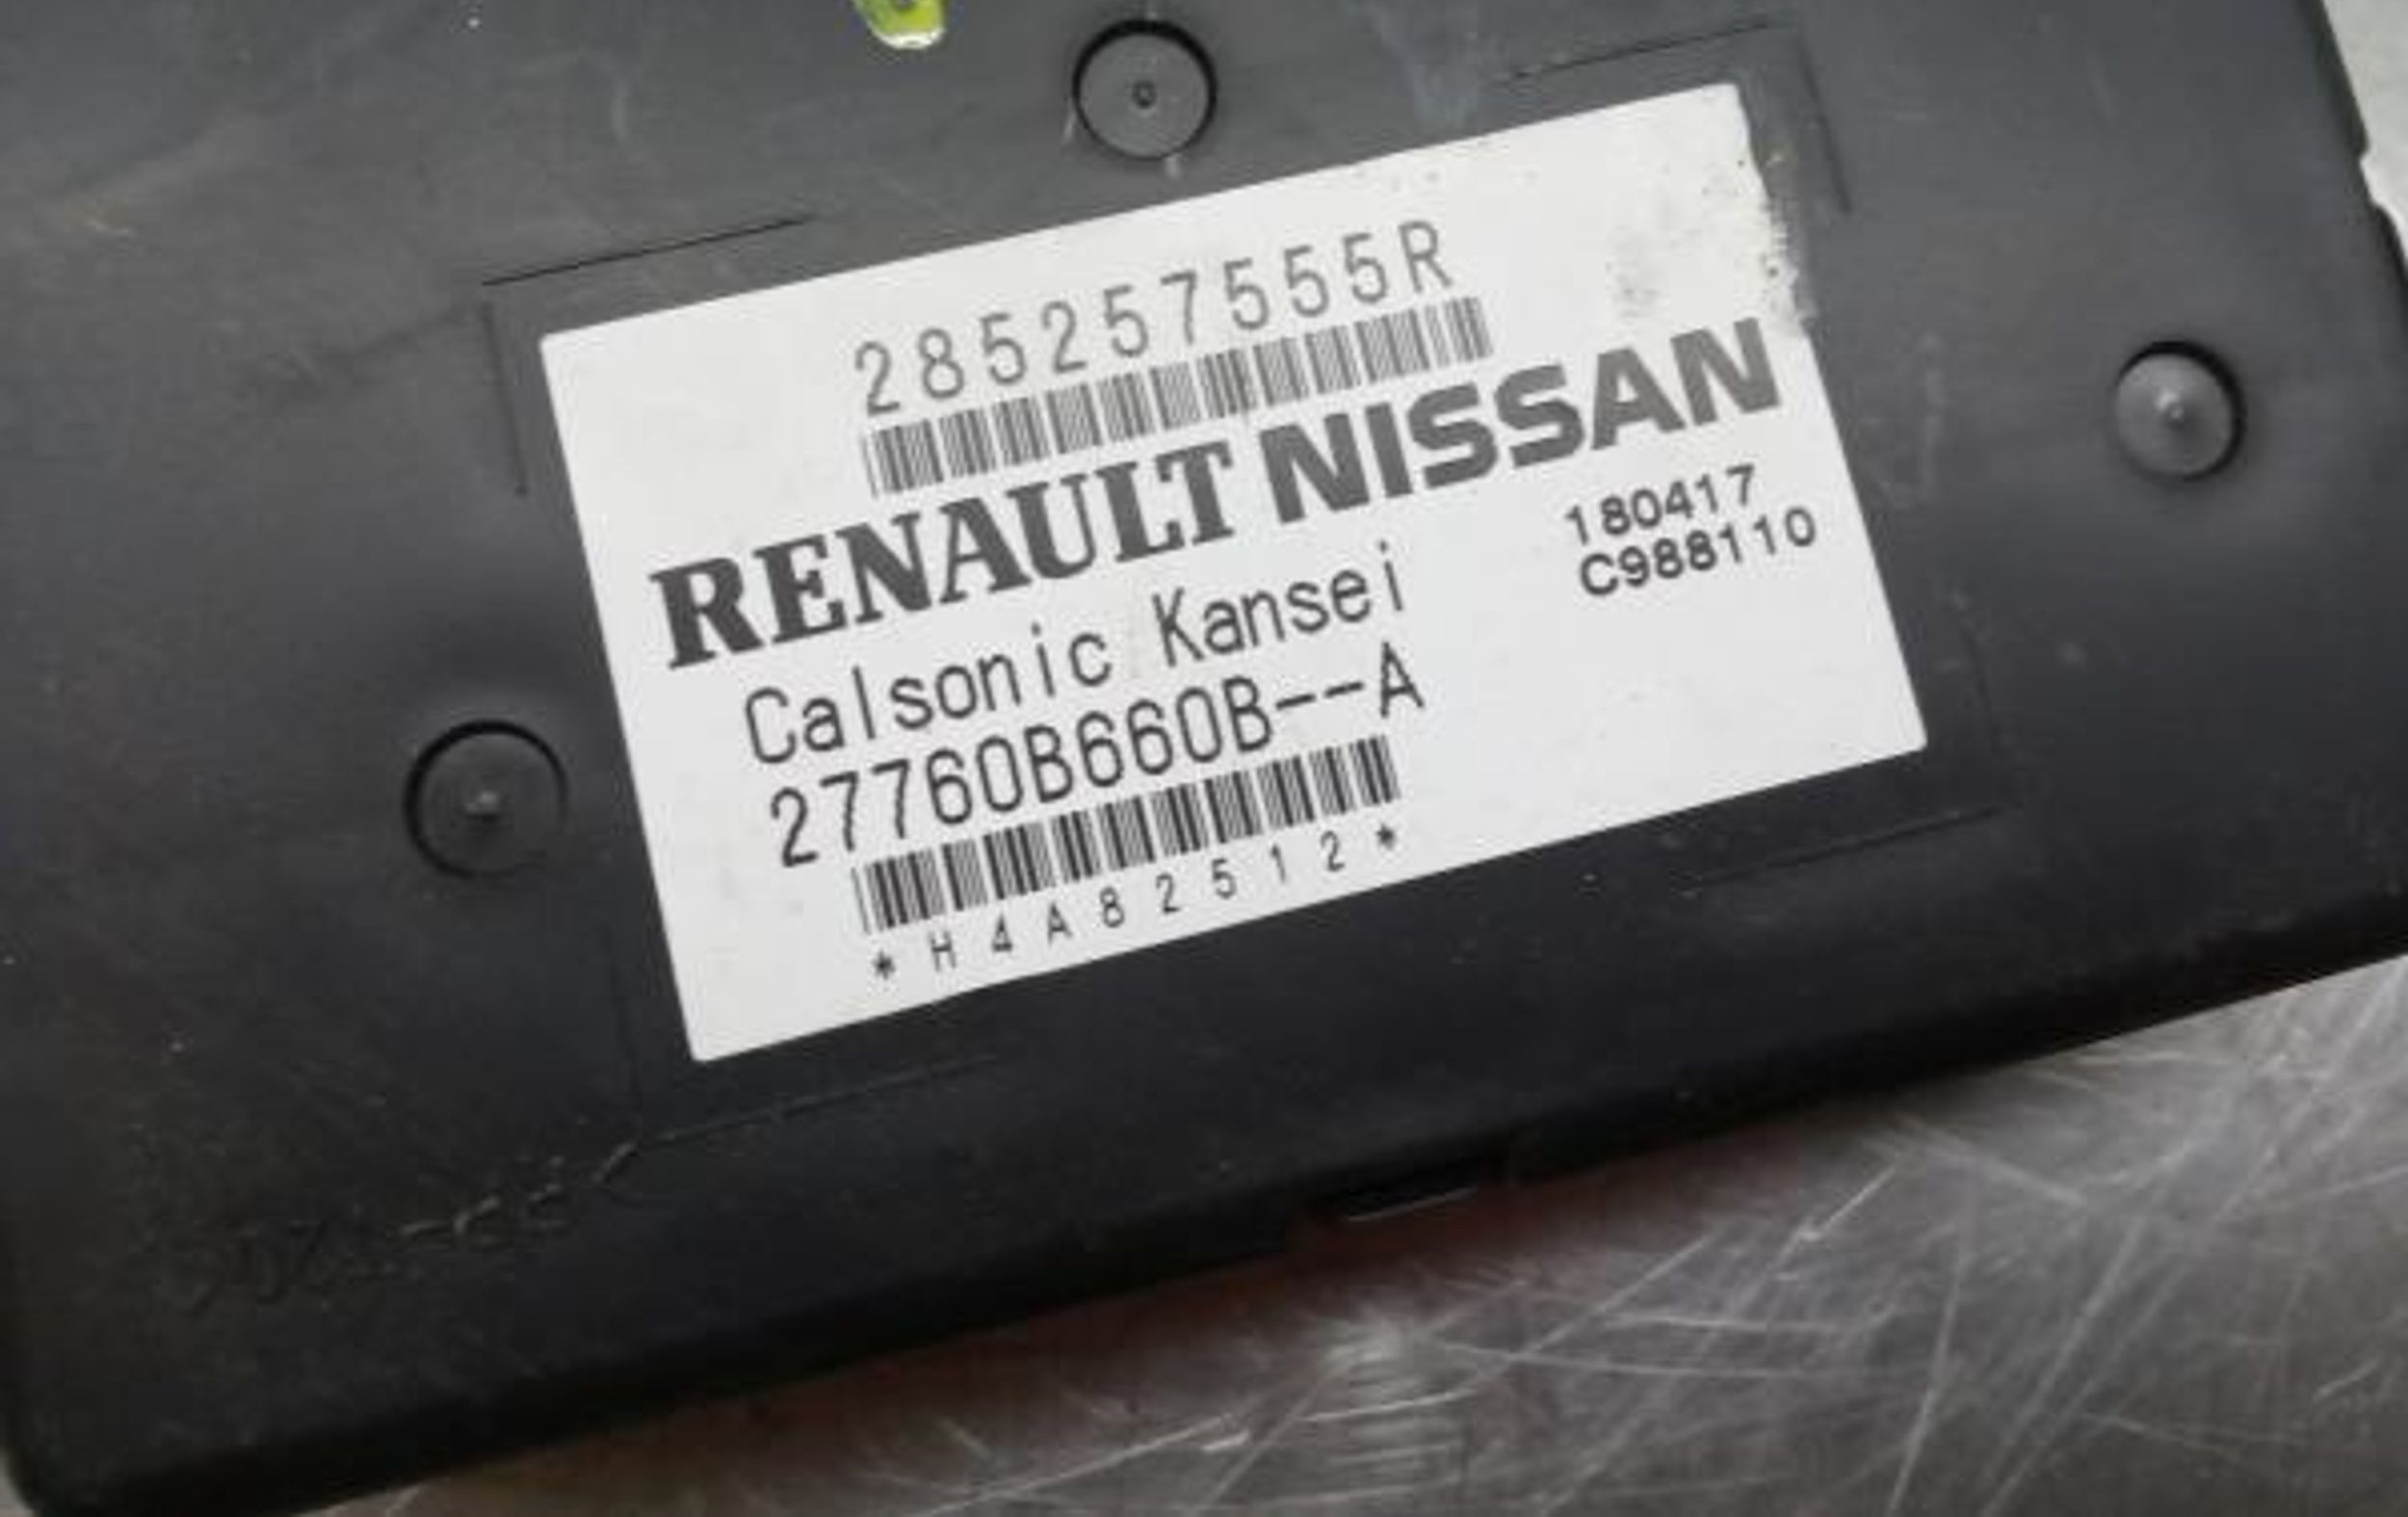 285257555R
RENAULT NISSAN
180417
C988110
Calsonic Kansei
27760B660B--A
*H4A82512*